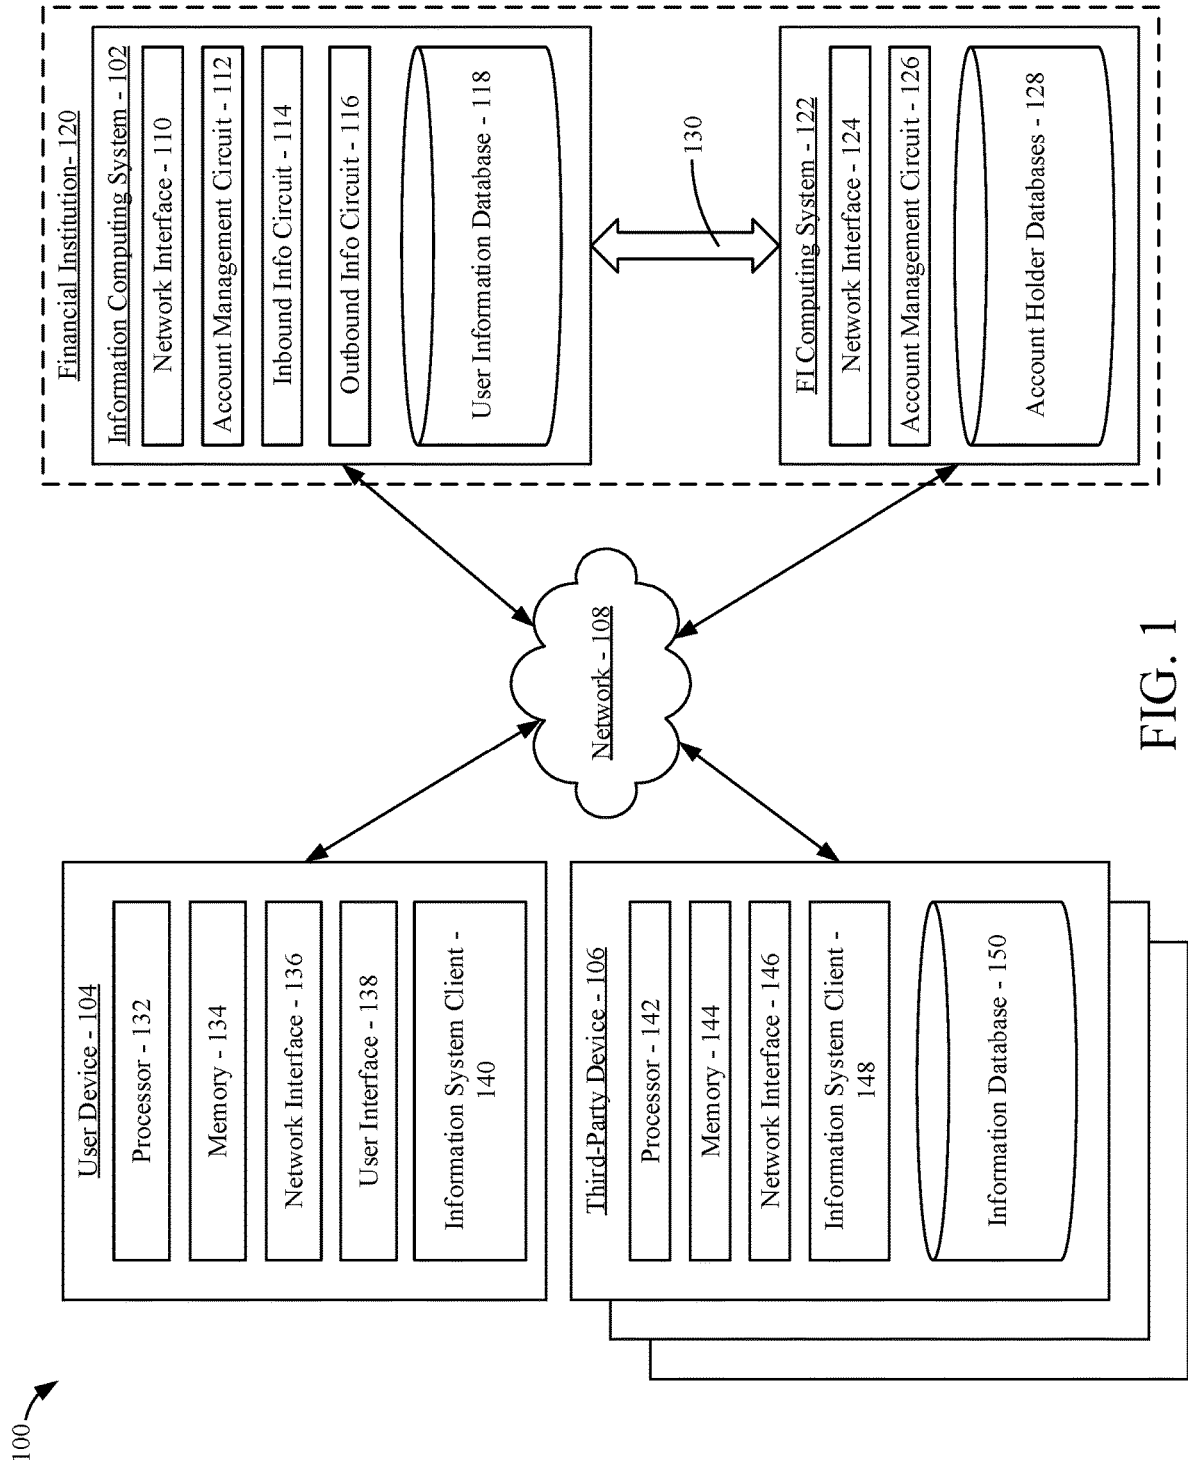 100
User Device - 104
Processor - 132
Memory - 134
Network Interface - 136
User Interface - 138
Information System Client -
140
Third-Party Device - 106
Processor - 142
Memory - 144
Network Interface - 146
Information System Client -
148
Information Database - 150
Network - 108
Financial Institution- 120
Information Computing System - 102
Network Interface - 110
Account Management Circuit - 112
Inbound Info Circuit - 114
Outbound Info Circuit - 116
User Information Database - 118
130
FI Computing System - 122
Network Interface - 124
Account Management Circuit - 126
Account Holder Databases - 128
FIG. 1